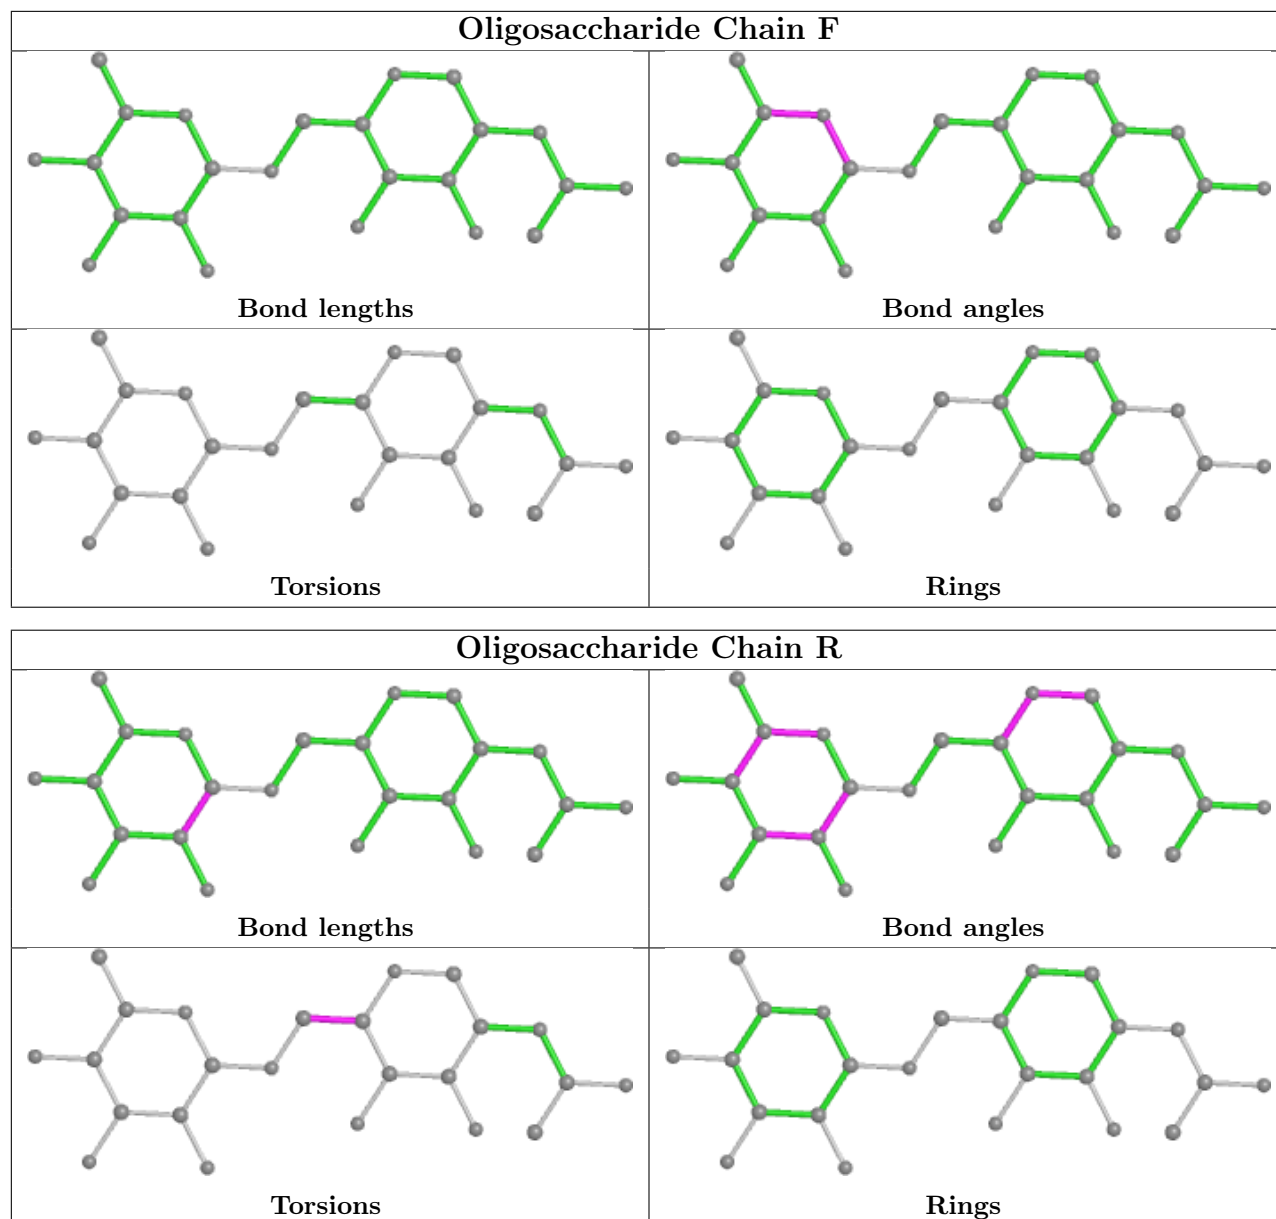 Oligosaccharide Chain F
Bond lengths
Bond angles
Torsions
Rings
Oligosaccharide Chain R
Bond lengths
Bond angles
Torsions
Rings